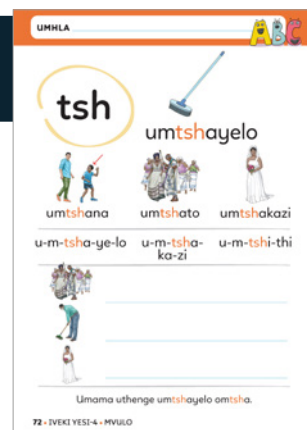 UMHLA
ABC
tsh
umtshayelo
umtshana umtshato umtshakazi
u-m-tsha-ye-lo u-m-tsha-ka-zi u-m-tshi-thi
Umama uthenge umtshayelo omtsha.
72 • IVEKI YESI-4 • MVULO